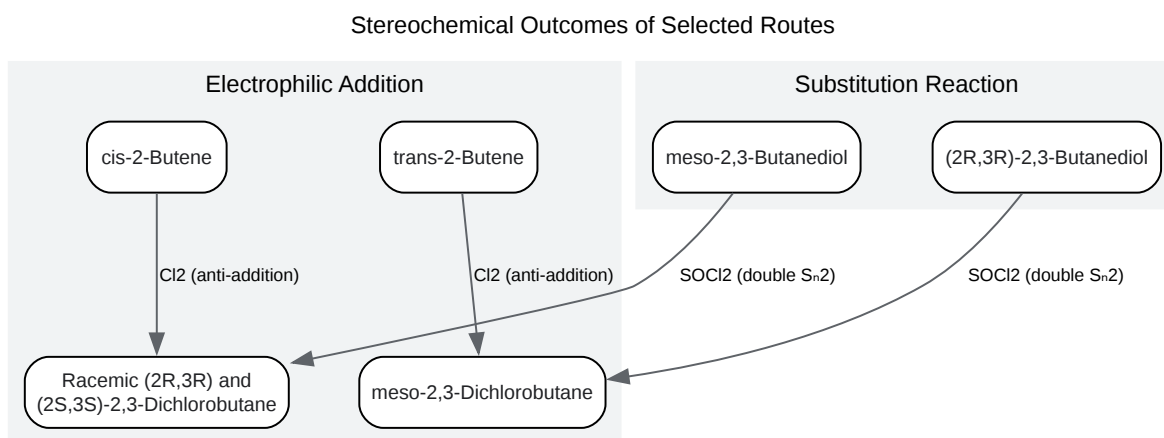 Stereochemical Outcomes of Selected Routes
Electrophilic Addition
Substitution Reaction
cis-2-Butene
trans-2-Butene
meso-2,3-Butanediol
(2R,3R)-2,3-Butanediol
Cl2 (anti-addition)
Cl2 (anti-addition)
SOCl2 (double Sₙ2)
SOCl2 (double Sₙ2)
Racemic (2R,3R) and
(2S,3S)-2,3-Dichlorobutane
meso-2,3-Dichlorobutane